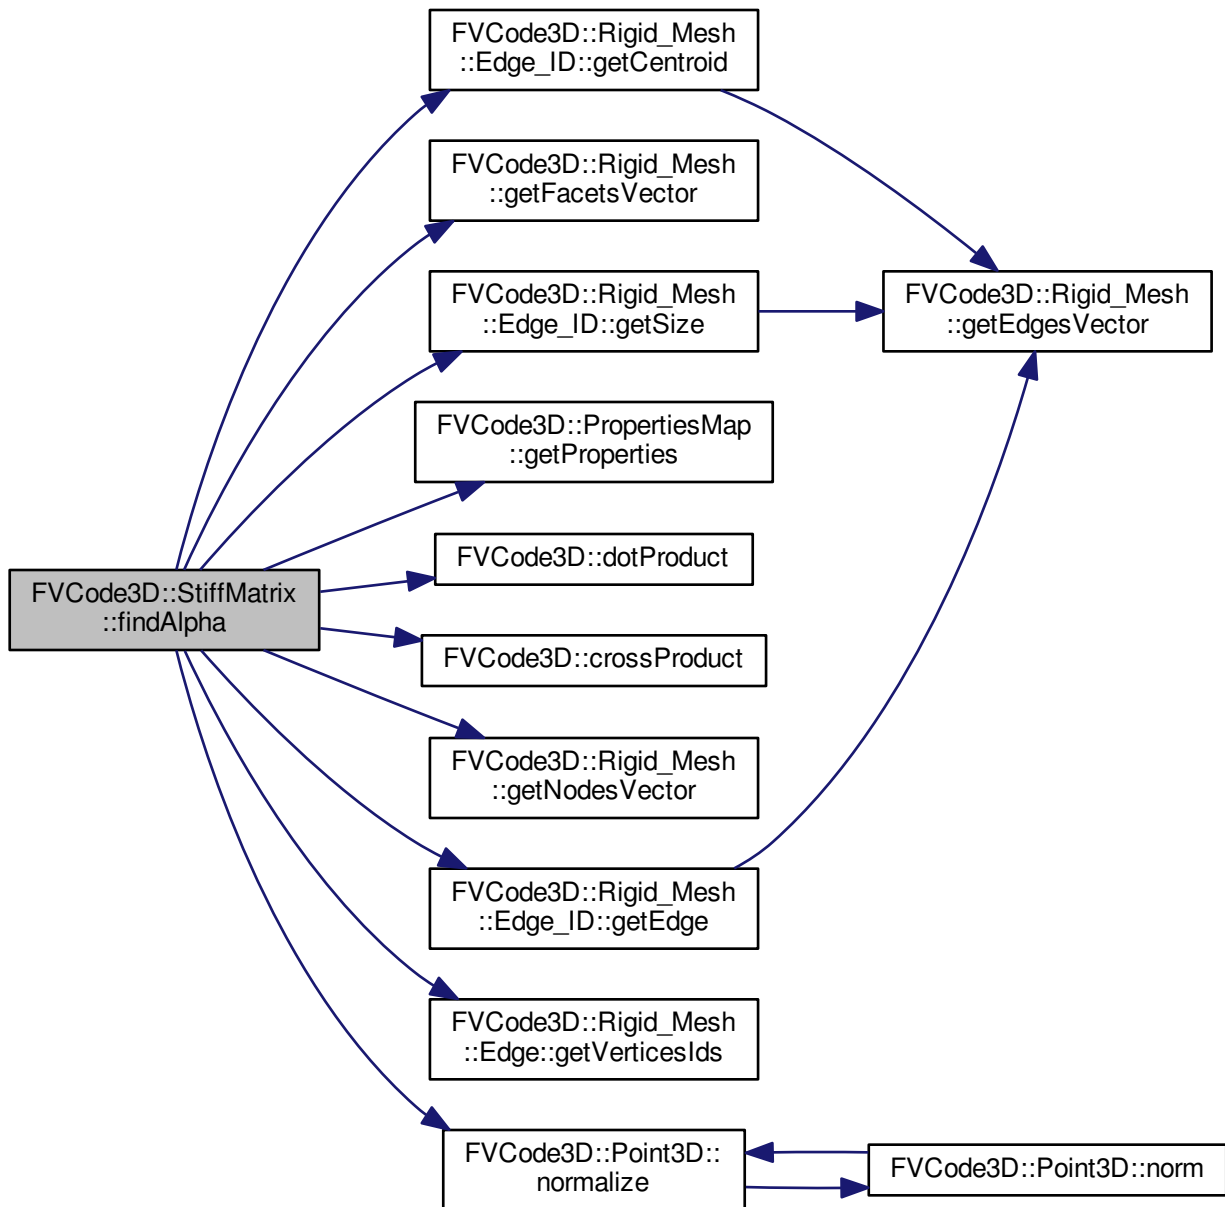 FVCode3D::Rigid_Mesh
::Edge_ID::getCentroid
FVCode3D::Rigid_Mesh
::getFacetsVector
FVCode3D::Rigid_Mesh
::Edge_ID::getSize
FVCode3D::Rigid_Mesh
::getEdgesVector
FVCode3D::PropertiesMap
::getProperties
FVCode3D::dotProduct
FVCode3D::StiffMatrix
::findAlpha
FVCode3D::crossProduct
FVCode3D::Rigid_Mesh
::getNodesVector
FVCode3D::Rigid_Mesh
::Edge_ID::getEdge
FVCode3D::Rigid_Mesh
::Edge::getVerticesIds
FVCode3D::Point3D::
normalize
FVCode3D::Point3D::norm